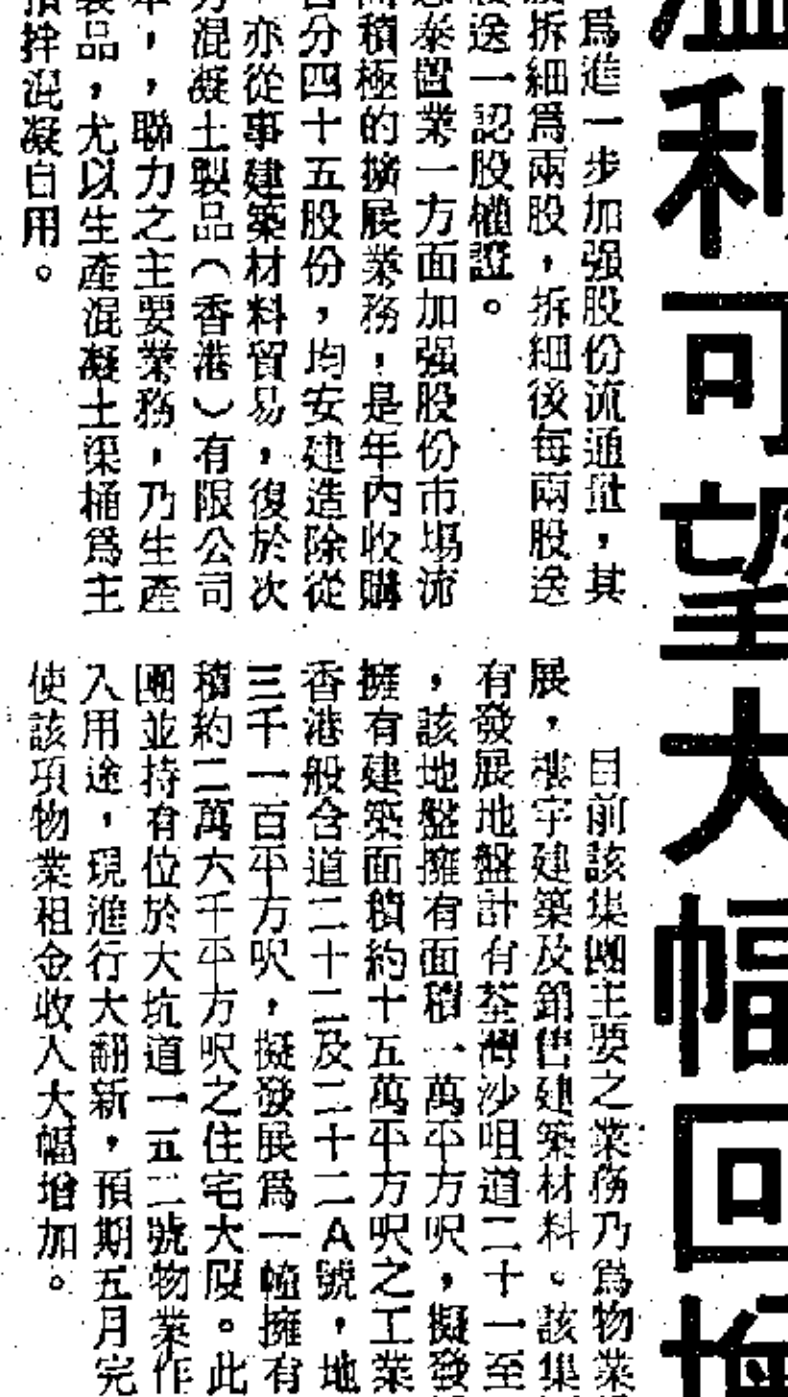 利可望大幅回
爲進一步加强股份流通量，其
股拆細爲兩股，拆細後每兩股送
送一認股權證。
泰置業一方面加强股份市場流
積極的擴展業務，是年內收購
百分四十五股份，均安建造除從
亦從事建築材料貿易，復於次
混凝土製品（香港）有限公司
，聯力之主要業務，乃生產
製品，尤以生產混凝土渠桶爲主
預拌混凝自用。
目前該集團主要之業務乃爲物業
展，樓宇建築及銷售建築材料。該集
有發展地盤計有荃灣沙咀道二十一至
，該地盤擁有面積一萬平方呎，擬發
擁有建築面積約十五萬平方呎之工業
香港般含道二十二及二十二A號，地
三千一百平方呎，擬發展爲一幢擁有
積約二萬六千平方呎之住宅大厦。此
團並持有位於大坑道一五二號物業作
入用途，現進行大翻新，預期五月完
使該項物業租金收入大幅增加。